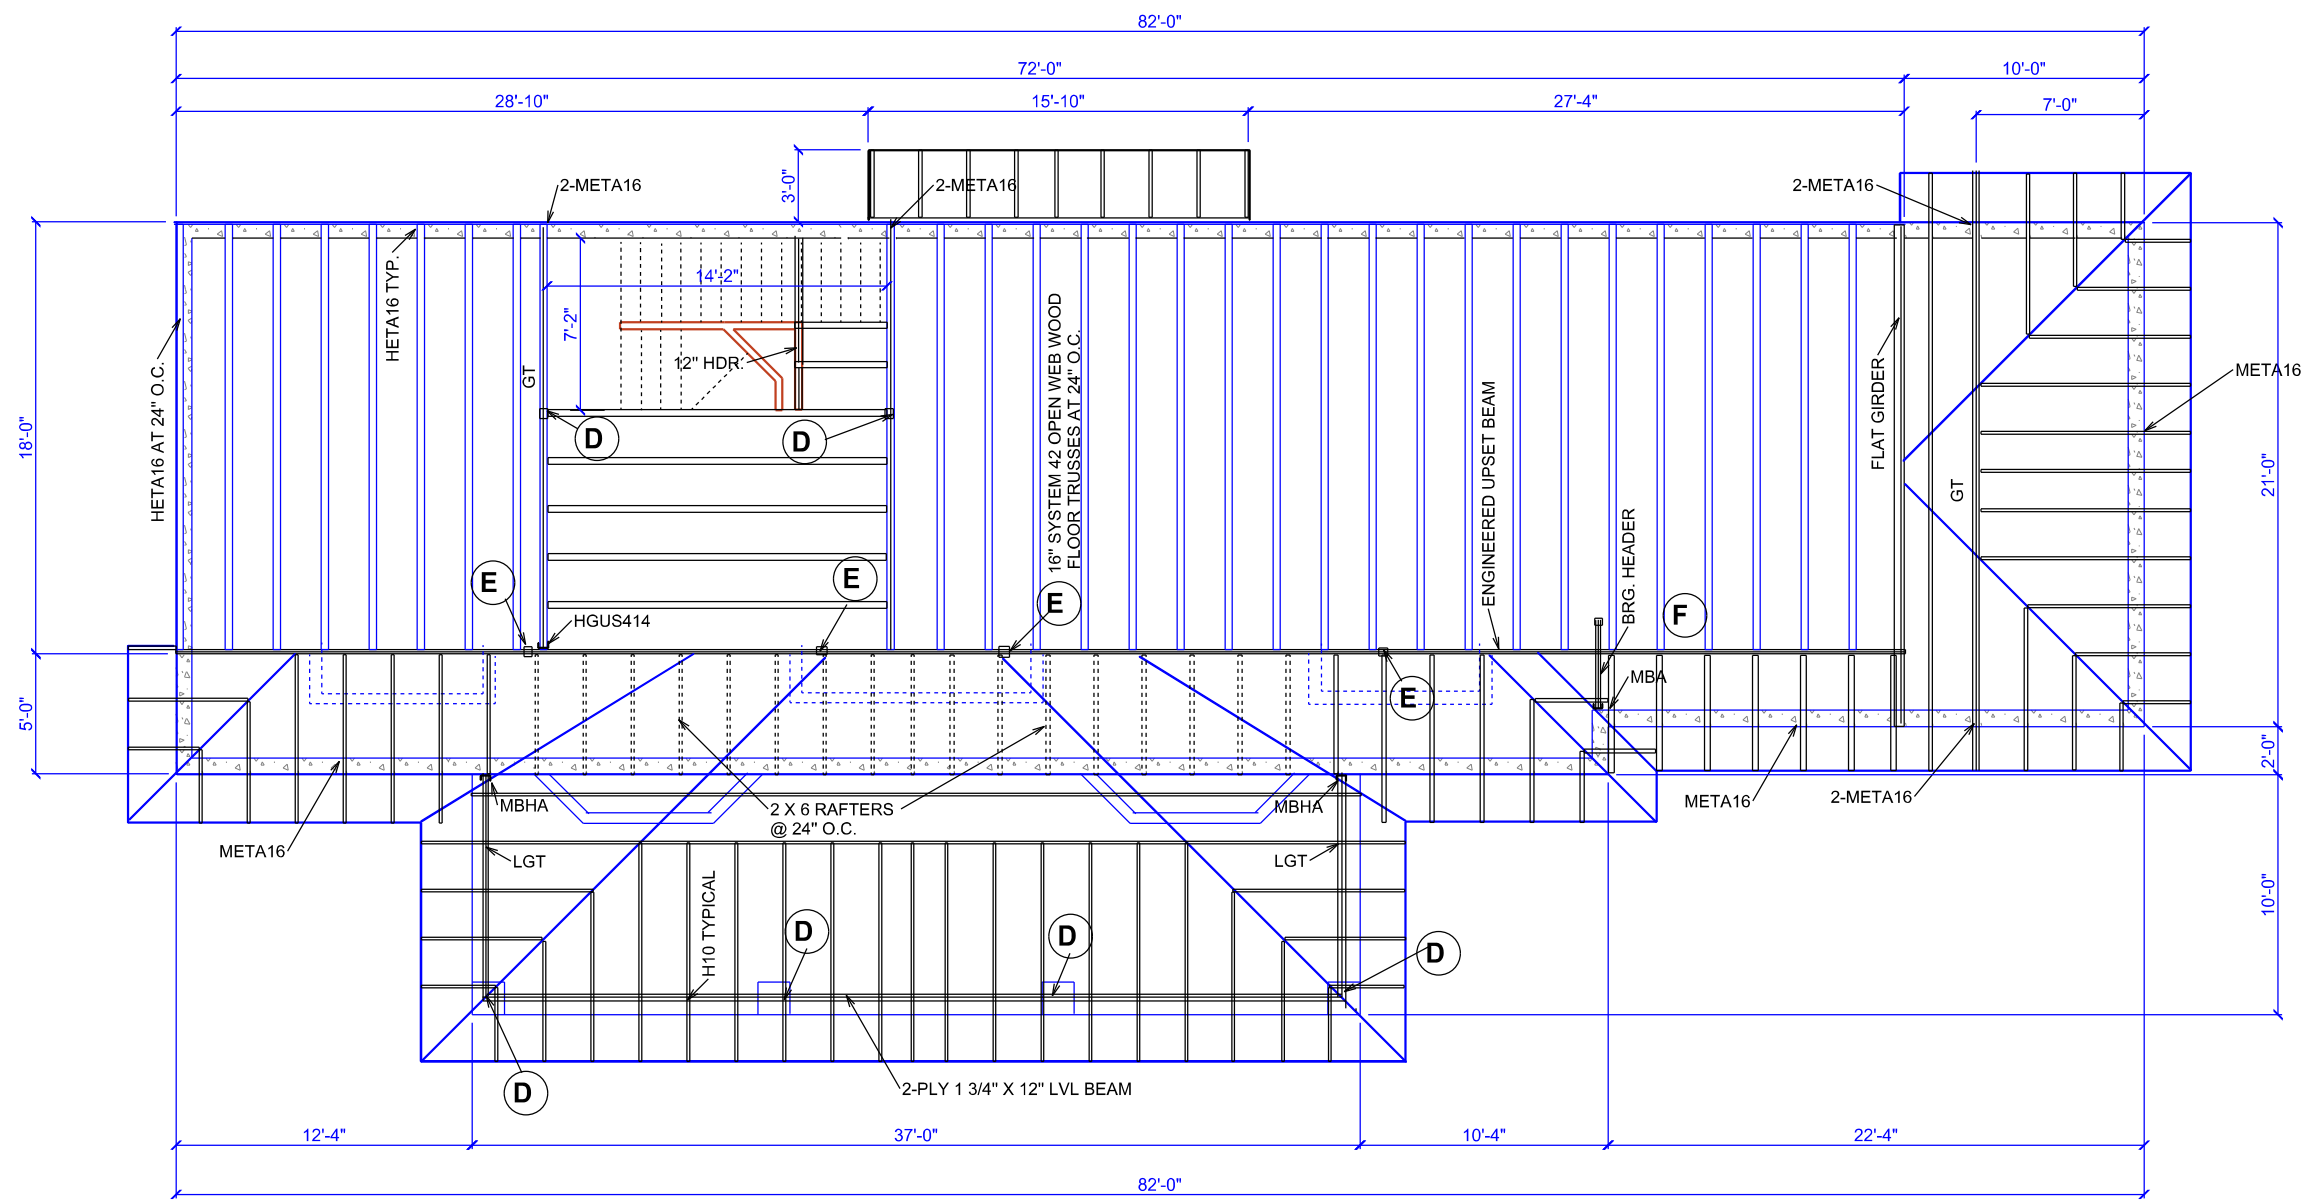 82'-0"
72'-0"
10'-0"
28'-10"
15'-10"
27'-4"
7'-0"
3'-0"
2-META16
2-META16
2-META16
HETA16 TYP.
HETA16 AT 24" O.C.
14'-2"
7'-2"
12" HDR.
GT
D
D
16" SYSTEM 42 OPEN WEB WOOD
FLOOR TRUSSES AT 24" O.C.
ENGINEERED UPSET BEAM
BRG. HEADER
FLAT GIRDER
GT
META16
18'-0"
21'-0"
E
E
E
HGUS414
F
MBA
E
5'-0"
2'-0"
META16
MBHA
2 X 6 RAFTERS
@ 24" O.C.
MBHA
META16
2-META16
LGT
LGT
H10 TYPICAL
D
D
D
10'-0"
D
2-PLY 1 3/4" X 12" LVL BEAM
12'-4"
37'-0"
10'-4"
22'-4"
82'-0"